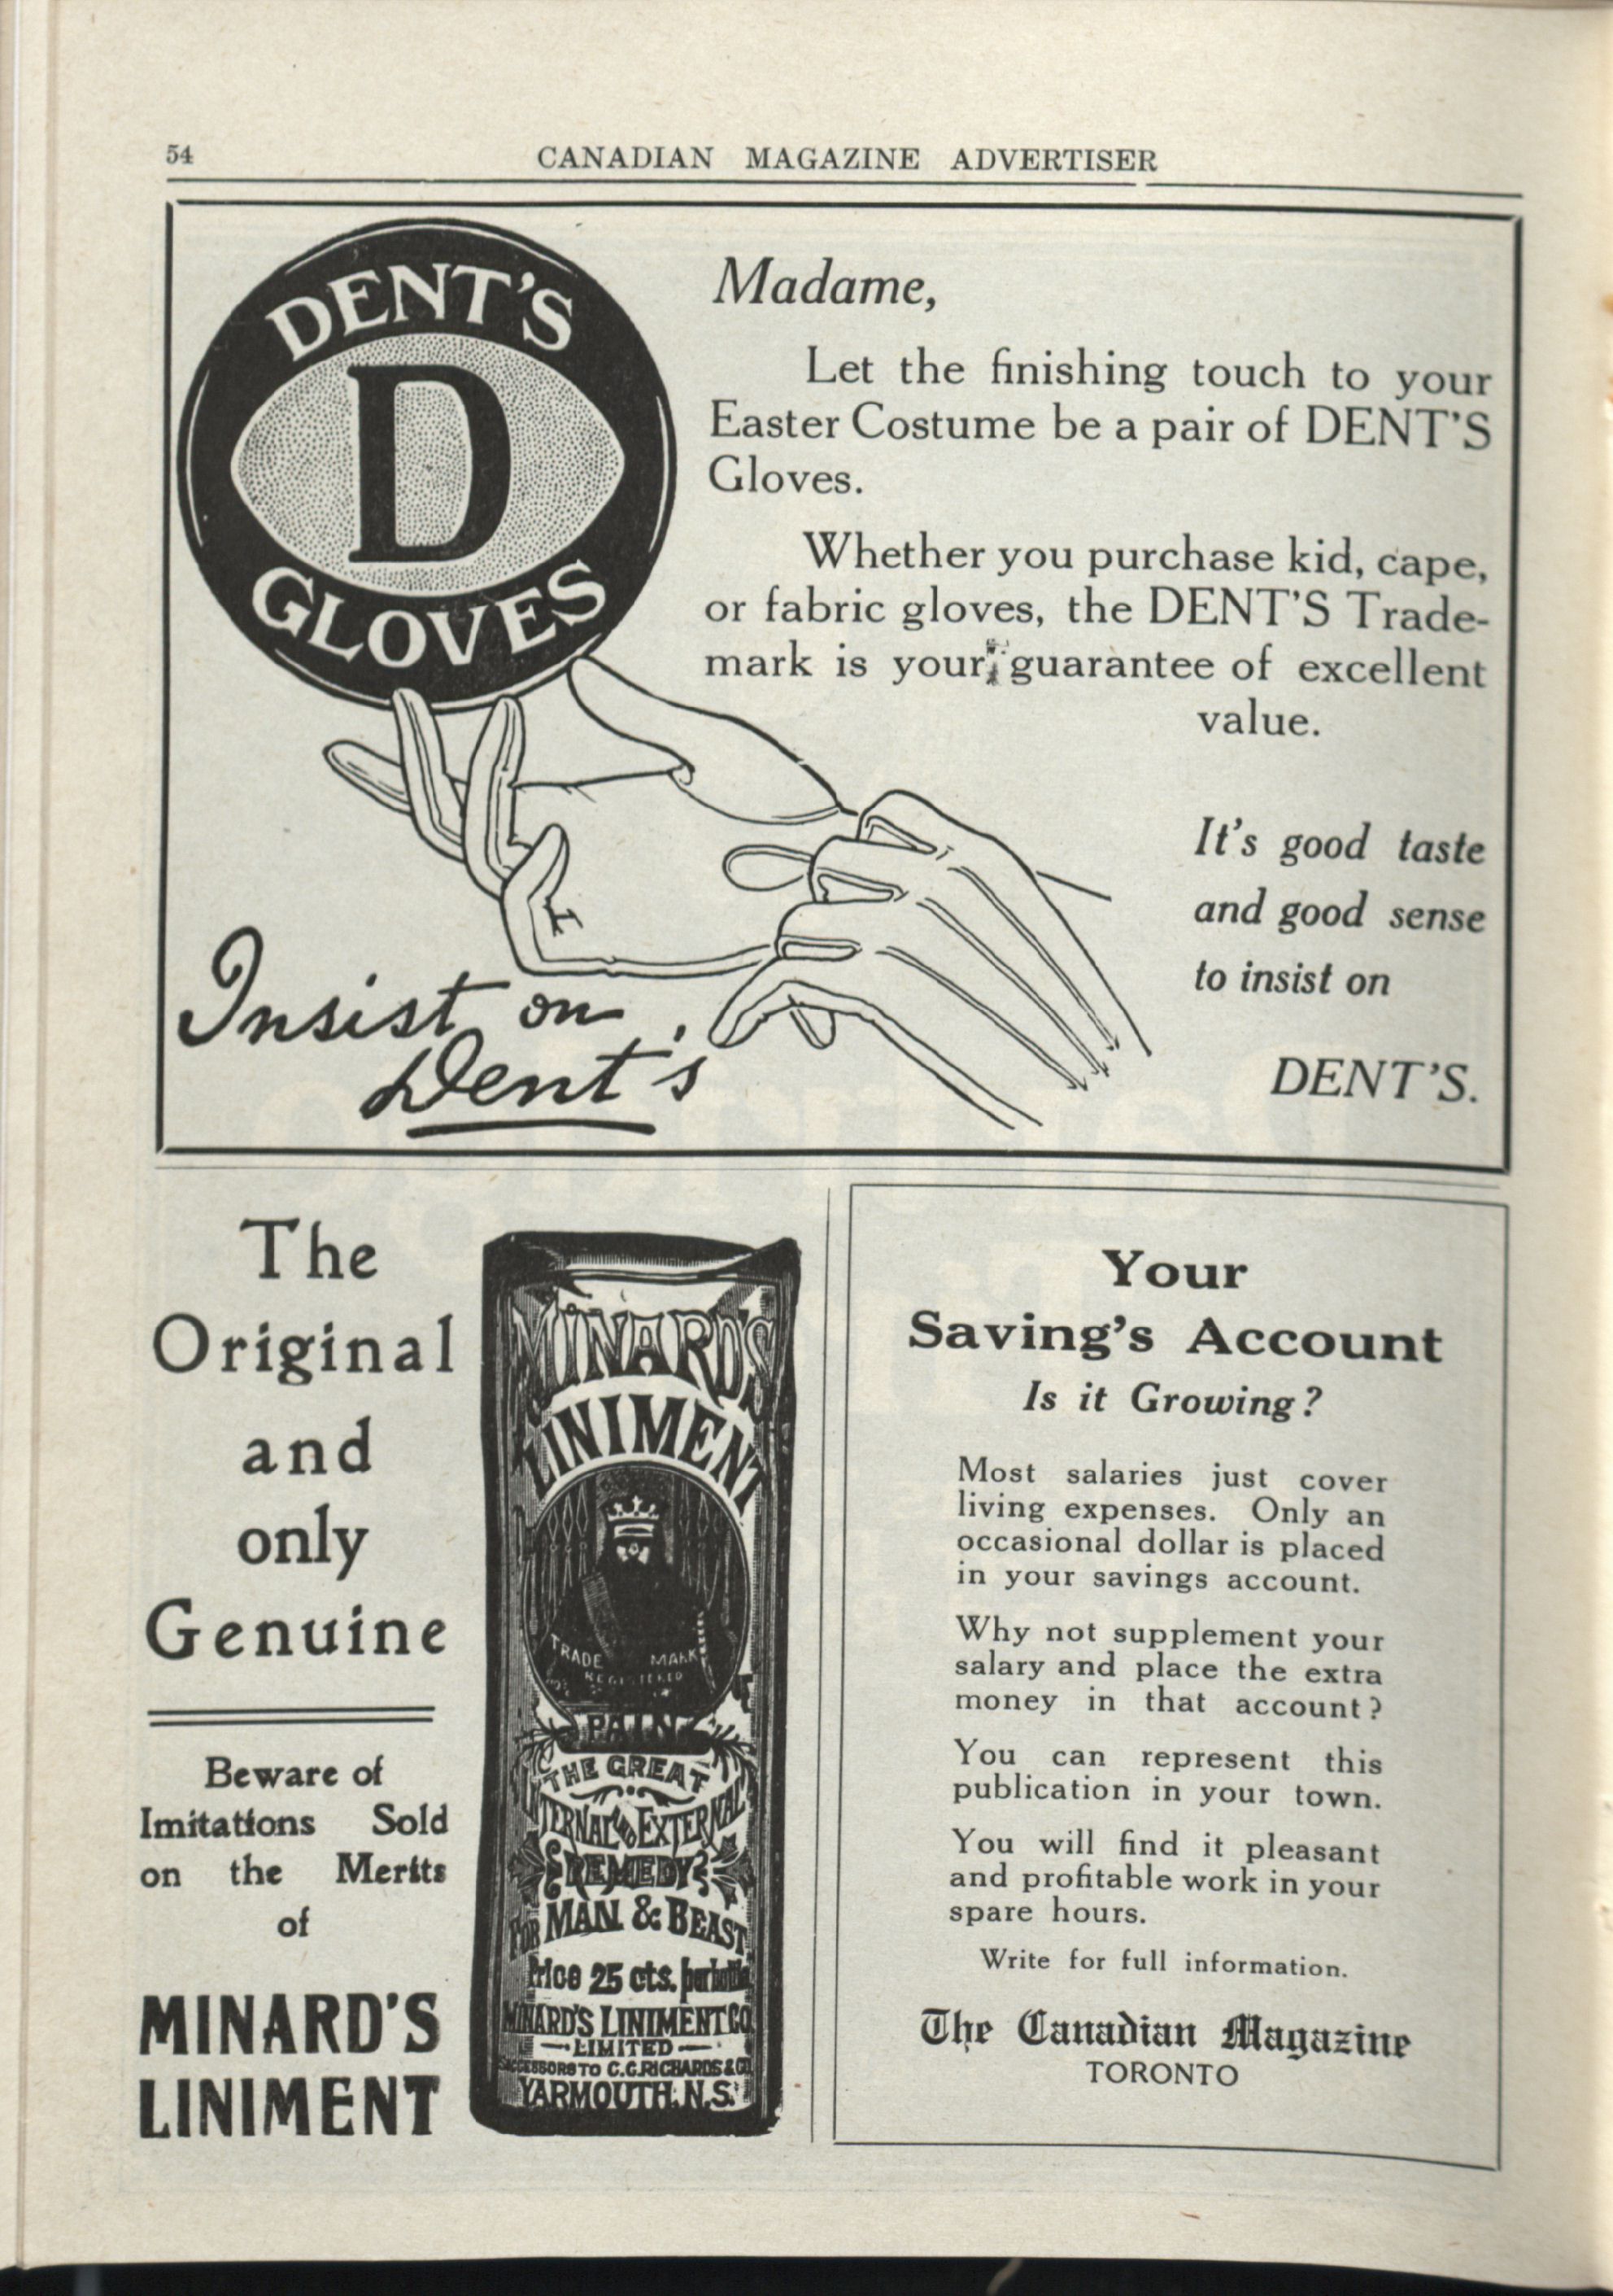 54
CANADIAN MAGAZINE ADVERTISER
DENT'S
D
GLOVES
Madame,
Let the finishing touch to your
Easter Costume be a pair of DENT'S
Gloves.
Whether you purchase kid, cape,
or fabric gloves, the DENT'S Trade-
mark is your guarantee of excellent
value.
It's good taste
and good sense
to insist on
DENT'S.
Insist on
Dent's
The
Original
and
only
Genuine
Beware of
Imitations Sold
on the Merits
of
MINARD'S
LINIMENT
MINARD'S
LINIMENT
TRADE MARK
REGISTERED
PAIN
THE GREAT
INTERNAL AND EXTERNAL
REMEDY
FOR MAN & BEAST
Price 25 cts. per bottle
MINARD'S LINIMENT CO.
LIMITED
SUCCESSORS TO C.C. RICHARDS & CO.
YARMOUTH, N.S.
Your
Saving's Account
Is it Growing?
Most salaries just cover
living expenses. Only an
occasional dollar is placed
in your savings account.
Why not supplement your
salary and place the extra
money in that account?
You can represent this
publication in your town.
You will find it pleasant
and profitable work in your
spare hours.
Write for full information.
The Canadian Magazine
TORONTO